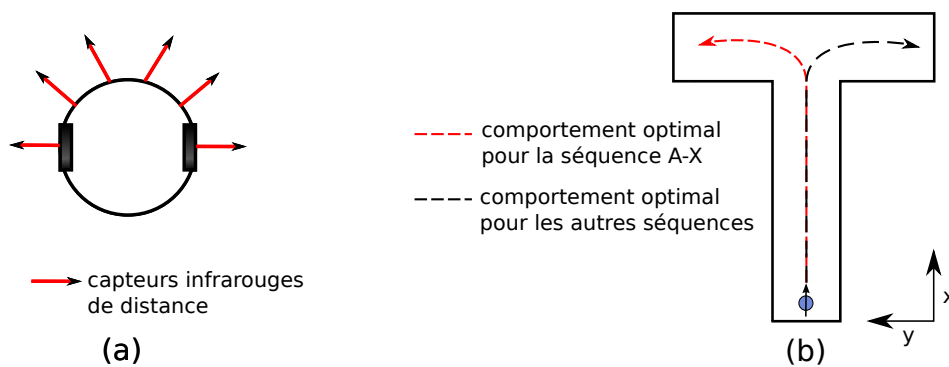 capteurs infrarouges
de distance
(a)
comportement optimal
pour la séquence A-X
comportement optimal
pour les autres séquences
x
y
(b)